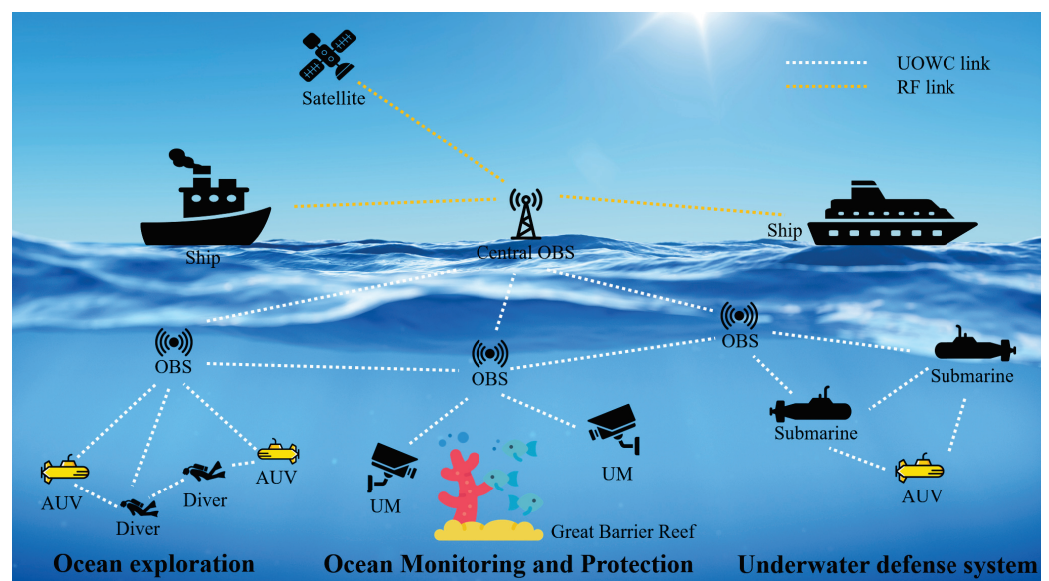 UOWC link
RF link
Satellite
Ship
Central OBS
Ship
OBS
OBS
OBS
Submarine
Submarine
AUV
Diver
Diver
AUV
UM
UM
AUV
Great Barrier Reef
Ocean exploration
Ocean Monitoring and Protection
Underwater defense system